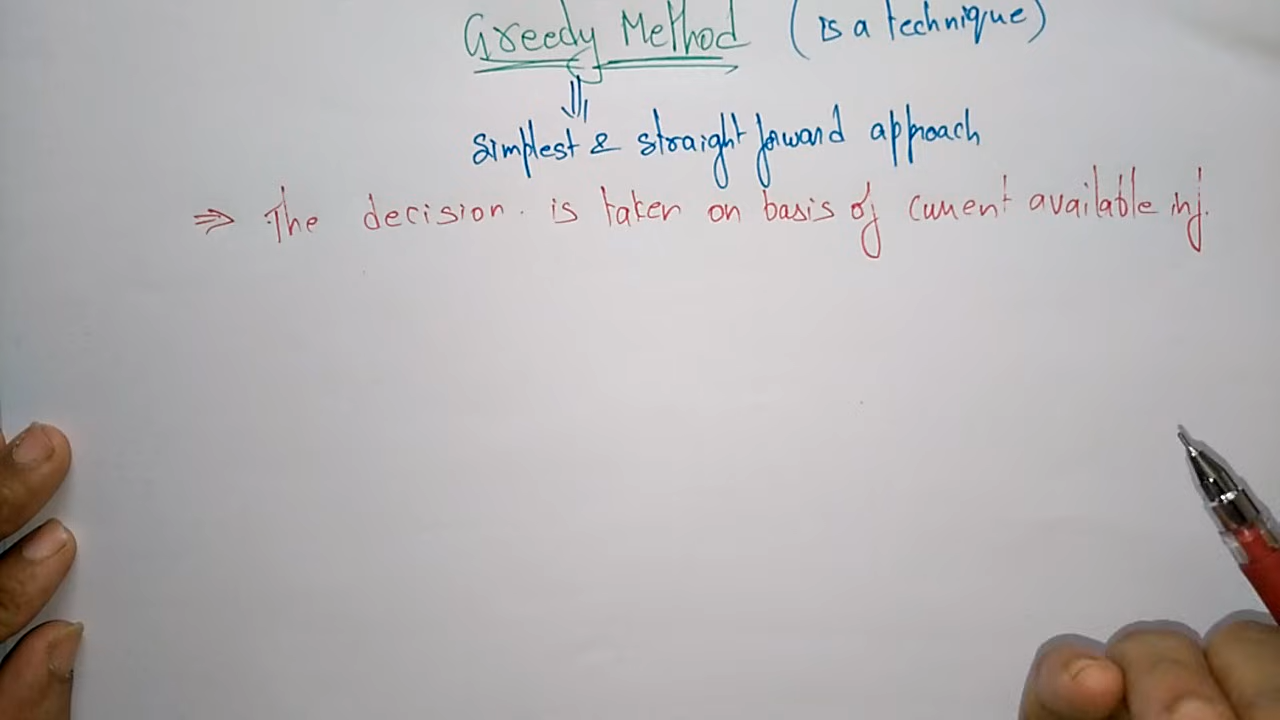 Greedy Method (is a technique)
Simplest & straight forward approach
⇒ The decision. is taken on basis of current available inf.